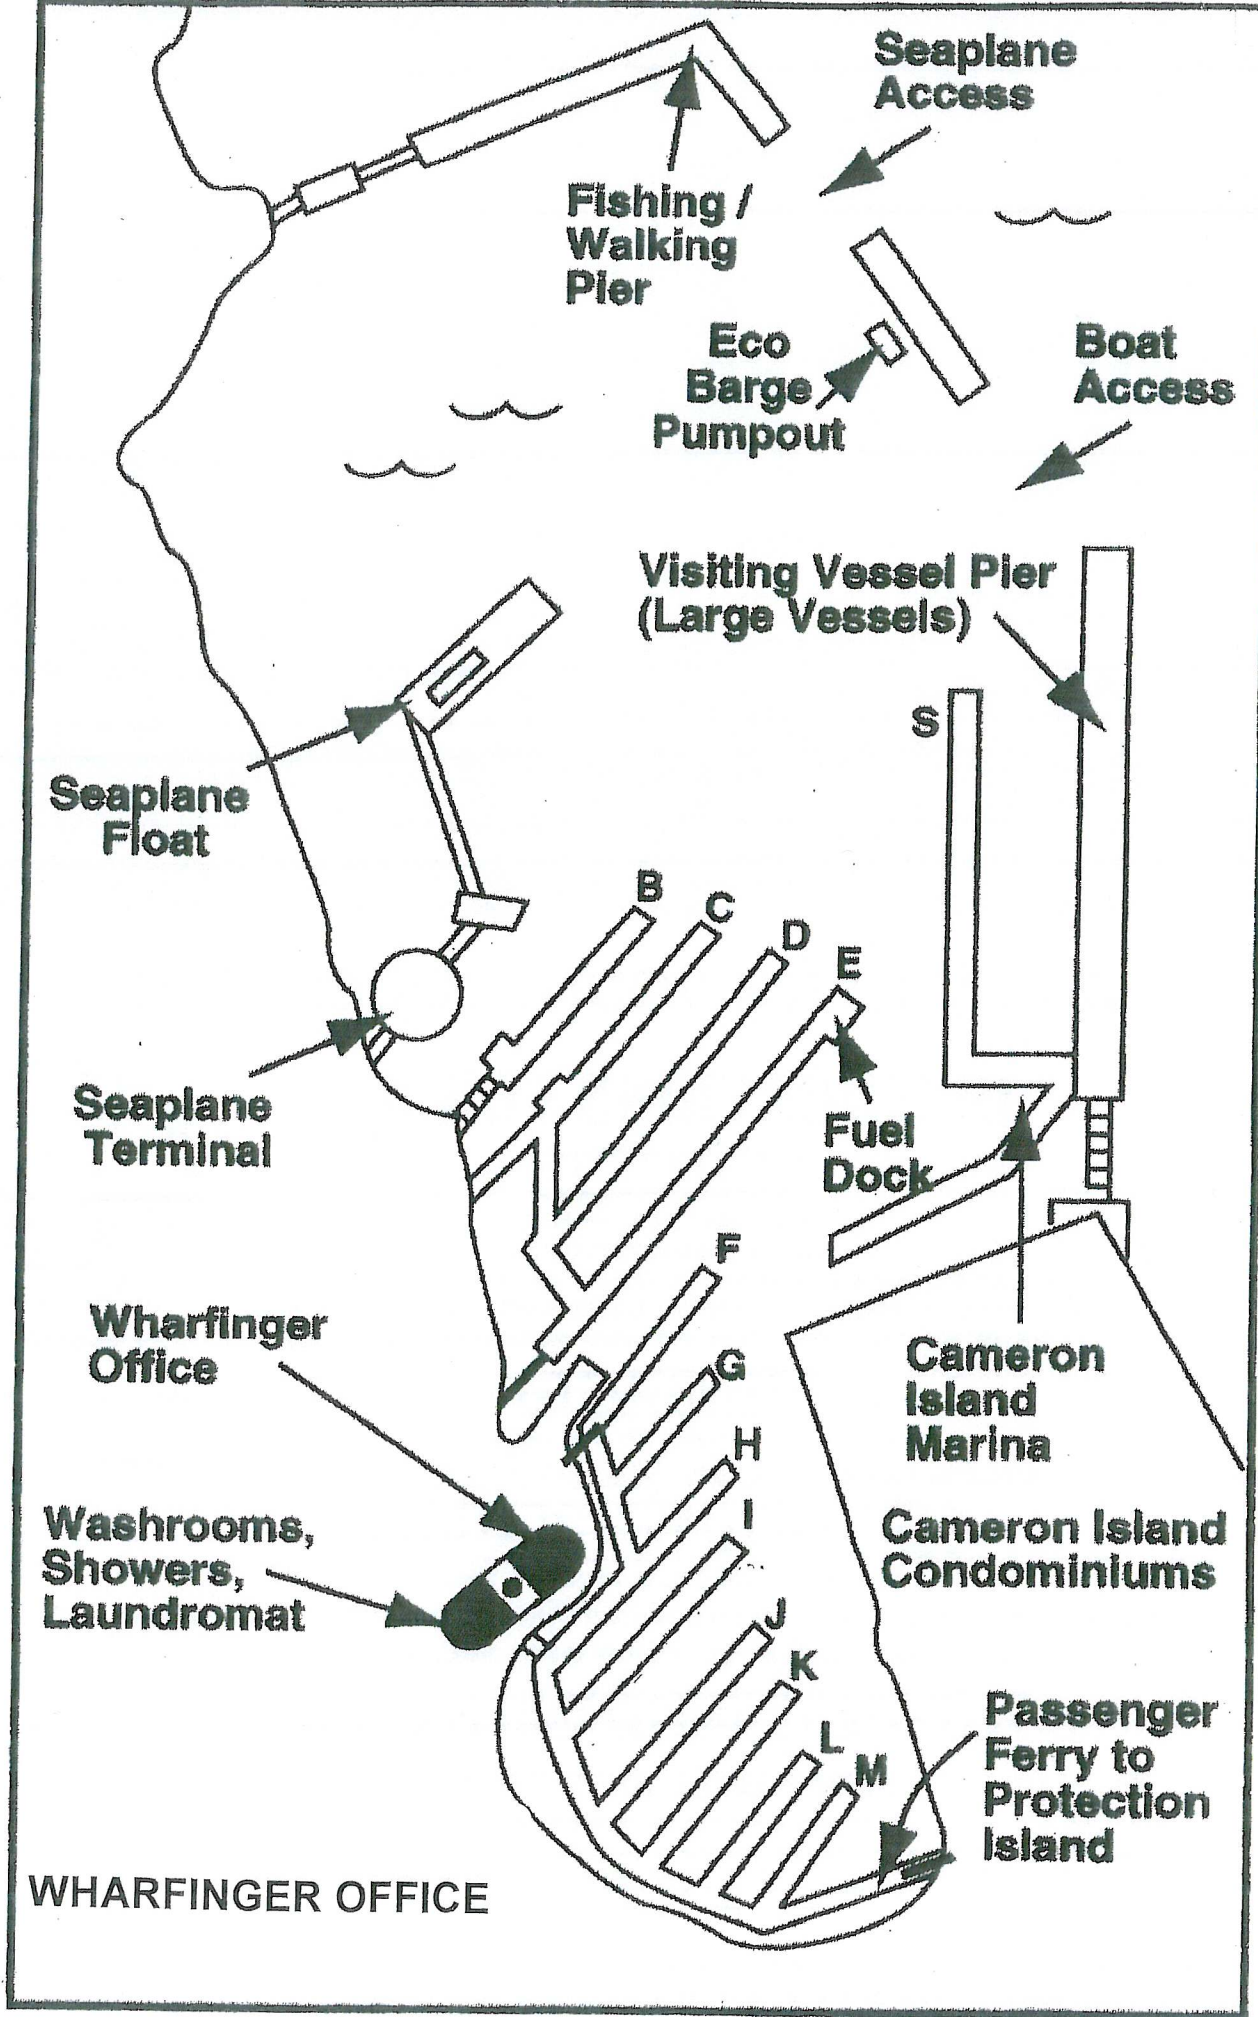 Seaplane
Access
Fishing /
Walking
Pier
Eco
Barge
Pumpout
Boat
Access
Visiting Vessel Pier
(Large Vessels)
S
Seaplane
Float
B
C
D
E
Seaplane
Terminal
Fuel
Dock
F
Wharfinger
Office
G
Cameron
Island
Marina
H
I
Washrooms,
Showers,
Laundromat
Cameron Island
Condominiums
J
K
L
M
Passenger
Ferry to
Protection
Island
WHARFINGER OFFICE